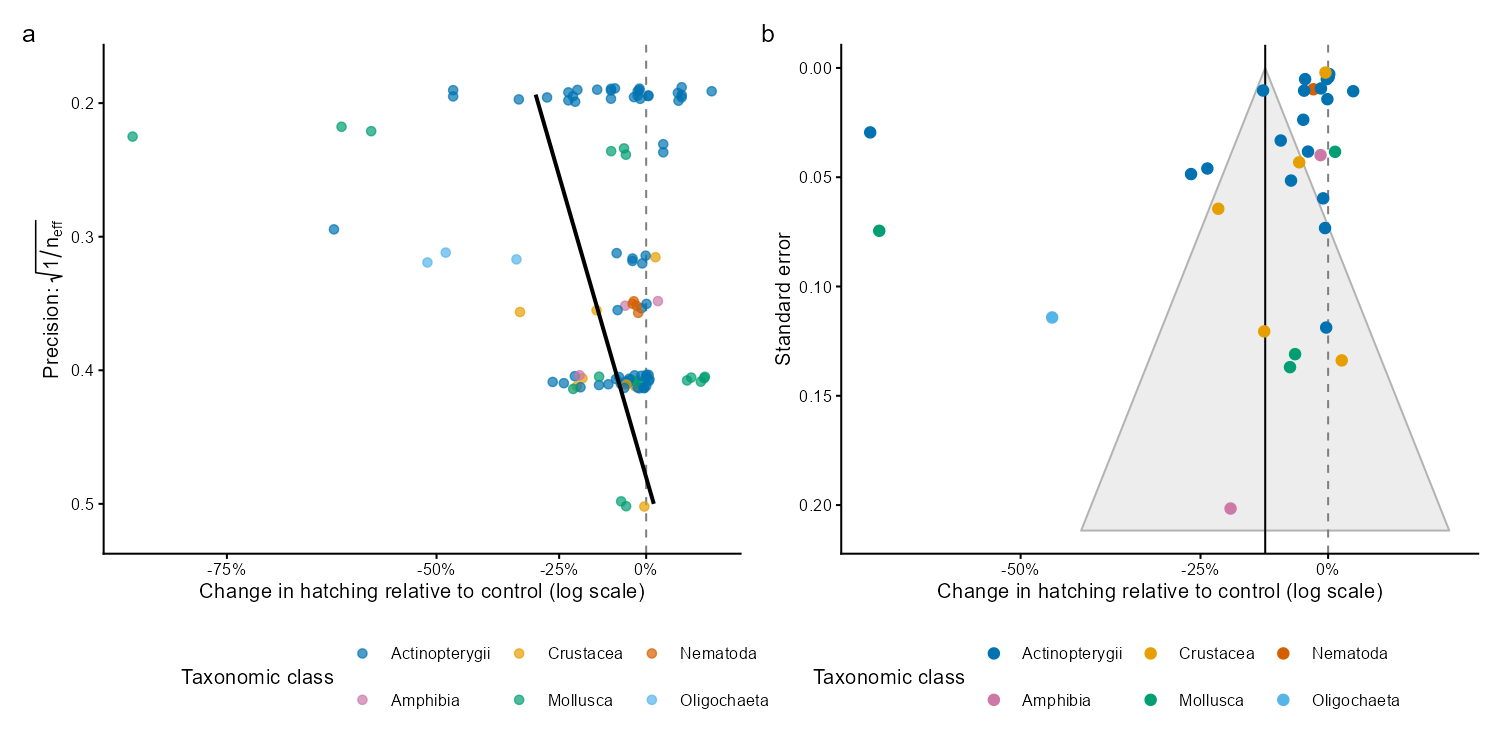 a
0.2
0.3
0.4
0.5
Precision: √1/n_eff
-75% -50% -25% 0%
Change in hatching relative to control (log scale)
Taxonomic class
Actinopterygii Crustacea Nematoda
Amphibia Mollusca Oligochaeta
b
0.00
0.05
0.10
0.15
0.20
Standard error
-50% -25% 0%
Change in hatching relative to control (log scale)
Taxonomic class
Actinopterygii Crustacea Nematoda
Amphibia Mollusca Oligochaeta